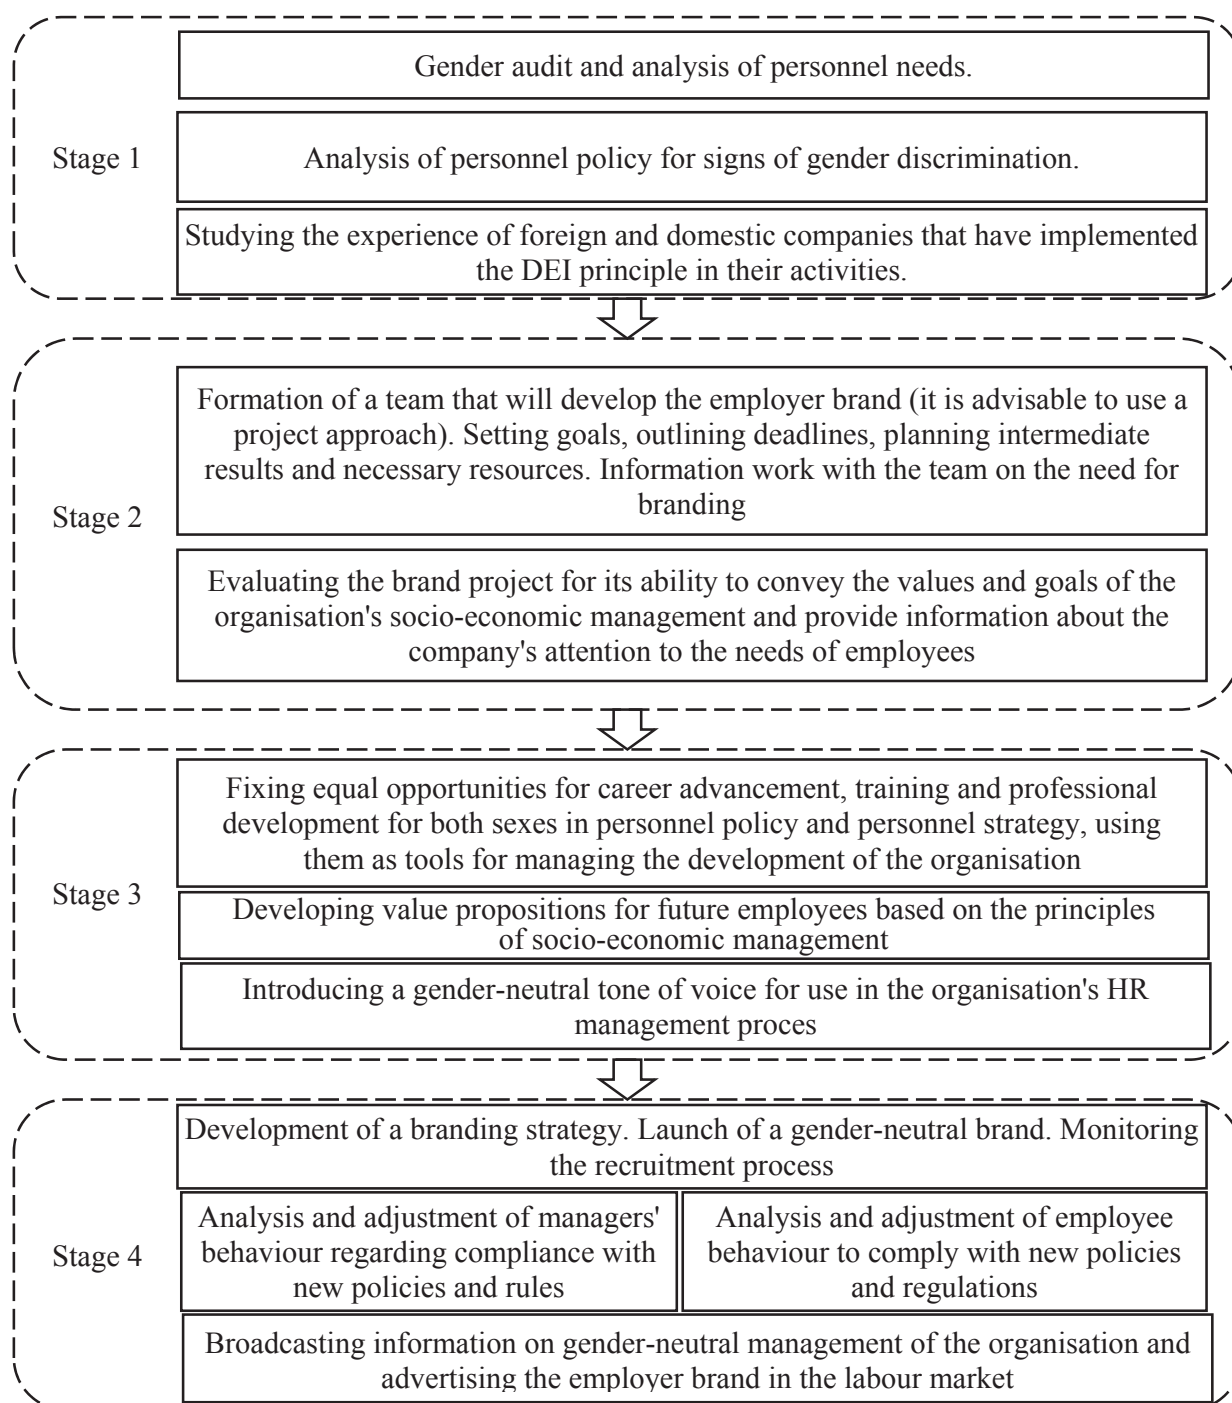 Stage 1
Gender audit and analysis of personnel needs.
Analysis of personnel policy for signs of gender discrimination.
Studying the experience of foreign and domestic companies that have implemented
the DEI principle in their activities.
Stage 2
Formation of a team that will develop the employer brand (it is advisable to use a
project approach). Setting goals, outlining deadlines, planning intermediate
results and necessary resources. Information work with the team on the need for
branding
Evaluating the brand project for its ability to convey the values and goals of the
organisation's socio-economic management and provide information about the
company's attention to the needs of employees
Stage 3
Fixing equal opportunities for career advancement, training and professional
development for both sexes in personnel policy and personnel strategy, using
them as tools for managing the development of the organisation
Developing value propositions for future employees based on the principles
of socio-economic management
Introducing a gender-neutral tone of voice for use in the organisation's HR
management proces
Stage 4
Development of a branding strategy. Launch of a gender-neutral brand. Monitoring
the recruitment process
Analysis and adjustment of managers'
behaviour regarding compliance with
new policies and rules
Analysis and adjustment of employee
behaviour to comply with new policies
and regulations
Broadcasting information on gender-neutral management of the organisation and
advertising the employer brand in the labour market